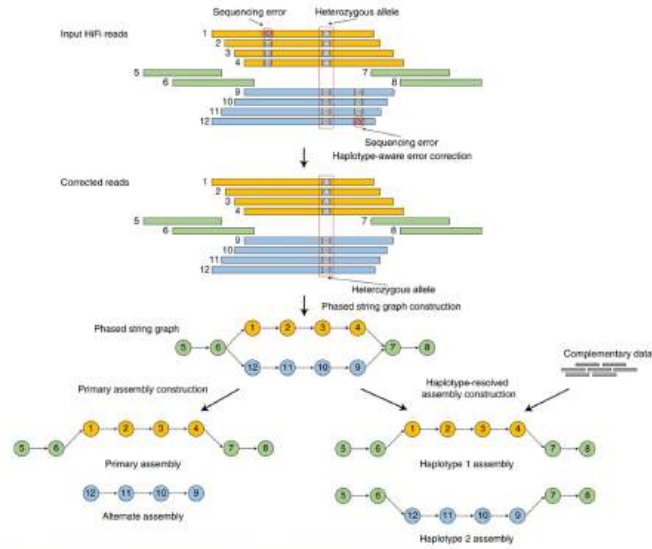 Sequencing error
Heterozygous allele
Input HiFi reads
1
2
3
4
5
6
7
8
9
10
11
12
Sequencing error
Haplotype-aware error correction
Corrected reads
1
2
3
4
5
6
7
8
9
10
11
12
Heterozygous allele
Phased string graph construction
Phased string graph
5 6 1 2 3 4 7 8
12 11 10 9
Complementary data
Primary assembly construction
Haplotype-resolved
assembly construction
5 6 1 2 3 4 7 8
Primary assembly
12 11 10 9
Alternate assembly
5 6 1 2 3 4 7 8
Haplotype 1 assembly
5 6 12 11 10 9 7 8
Haplotype 2 assembly